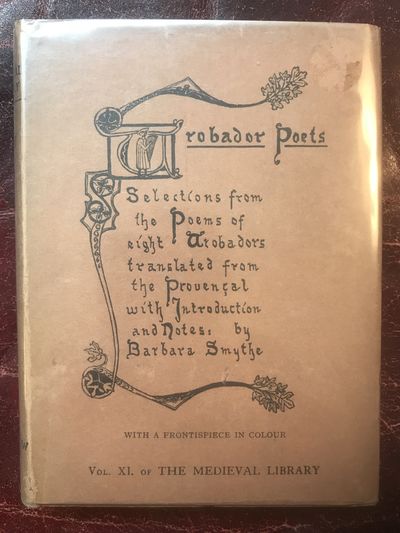 Trobador Poets
Selections from
the Poems of
eight Trobadors
translated from
the Provençal
with Introduction
and Notes: by
Barbara Smythe
WITH A FRONTISPIECE IN COLOUR
VOL. XI. OF THE MEDIEVAL LIBRARY